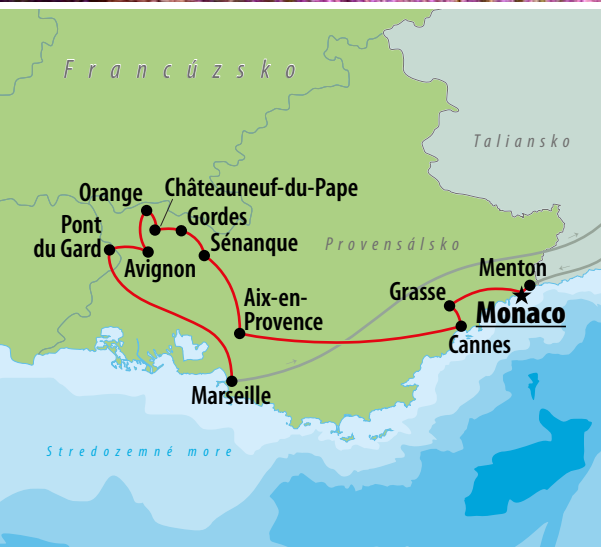 Francúzsko
Taliansko
Orange
Châteauneuf-du-Pape
Pont
du Gard
Gordes
Sénanque
Provensálsko
Avignon
Menton
Grasse
Monaco
Aix-en-
Provence
Cannes
Marseille
Stredozemné more